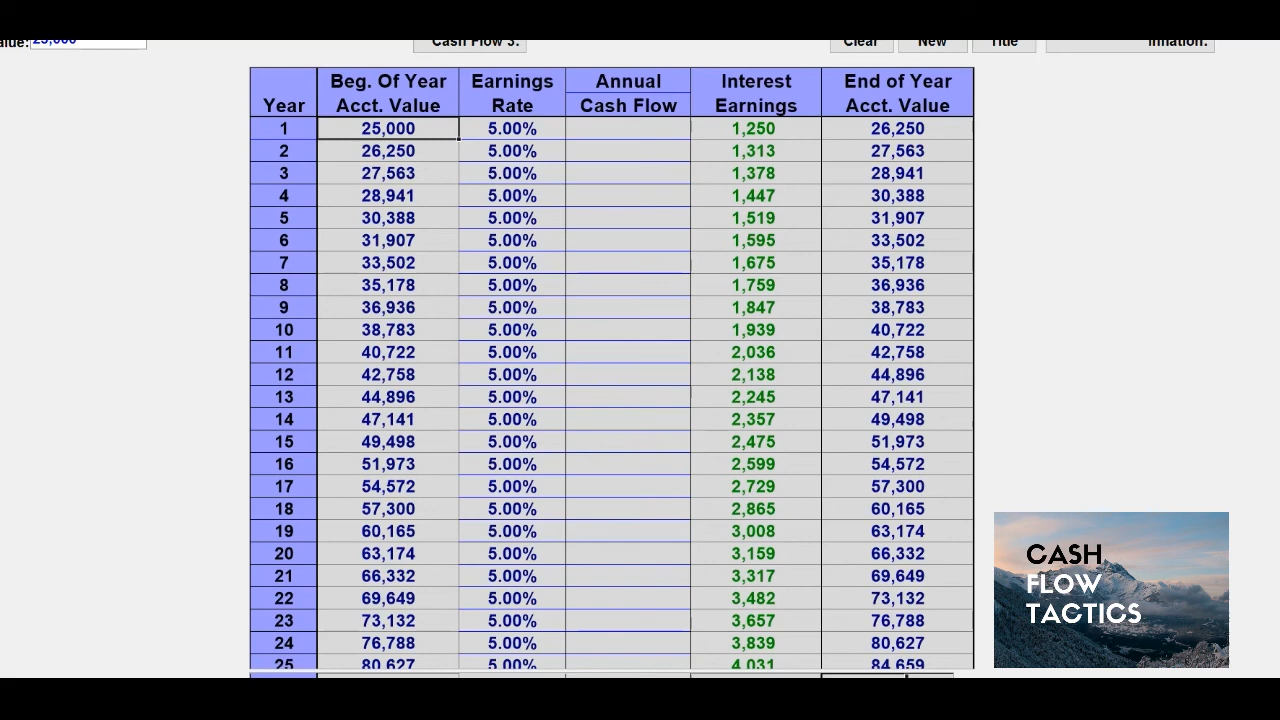 alue: 25,000 Cash Flow 3: Clear New Title Inflation:
Beg. Of Year Earnings Annual Interest End of Year
Year Acct. Value Rate Cash Flow Earnings Acct. Value
1 25,000 5.00% 1,250 26,250
2 26,250 5.00% 1,313 27,563
3 27,563 5.00% 1,378 28,941
4 28,941 5.00% 1,447 30,388
5 30,388 5.00% 1,519 31,907
6 31,907 5.00% 1,595 33,502
7 33,502 5.00% 1,675 35,178
8 35,178 5.00% 1,759 36,936
9 36,936 5.00% 1,847 38,783
10 38,783 5.00% 1,939 40,722
11 40,722 5.00% 2,036 42,758
12 42,758 5.00% 2,138 44,896
13 44,896 5.00% 2,245 47,141
14 47,141 5.00% 2,357 49,498
15 49,498 5.00% 2,475 51,973
16 51,973 5.00% 2,599 54,572
17 54,572 5.00% 2,729 57,300
18 57,300 5.00% 2,865 60,165
19 60,165 5.00% 3,008 63,174
20 63,174 5.00% 3,159 66,332
21 66,332 5.00% 3,317 69,649
22 69,649 5.00% 3,482 73,132
23 73,132 5.00% 3,657 76,788
24 76,788 5.00% 3,839 80,627
25 80,627 5.00% 4,031 84,659
CASH
FLOW
TACTICS